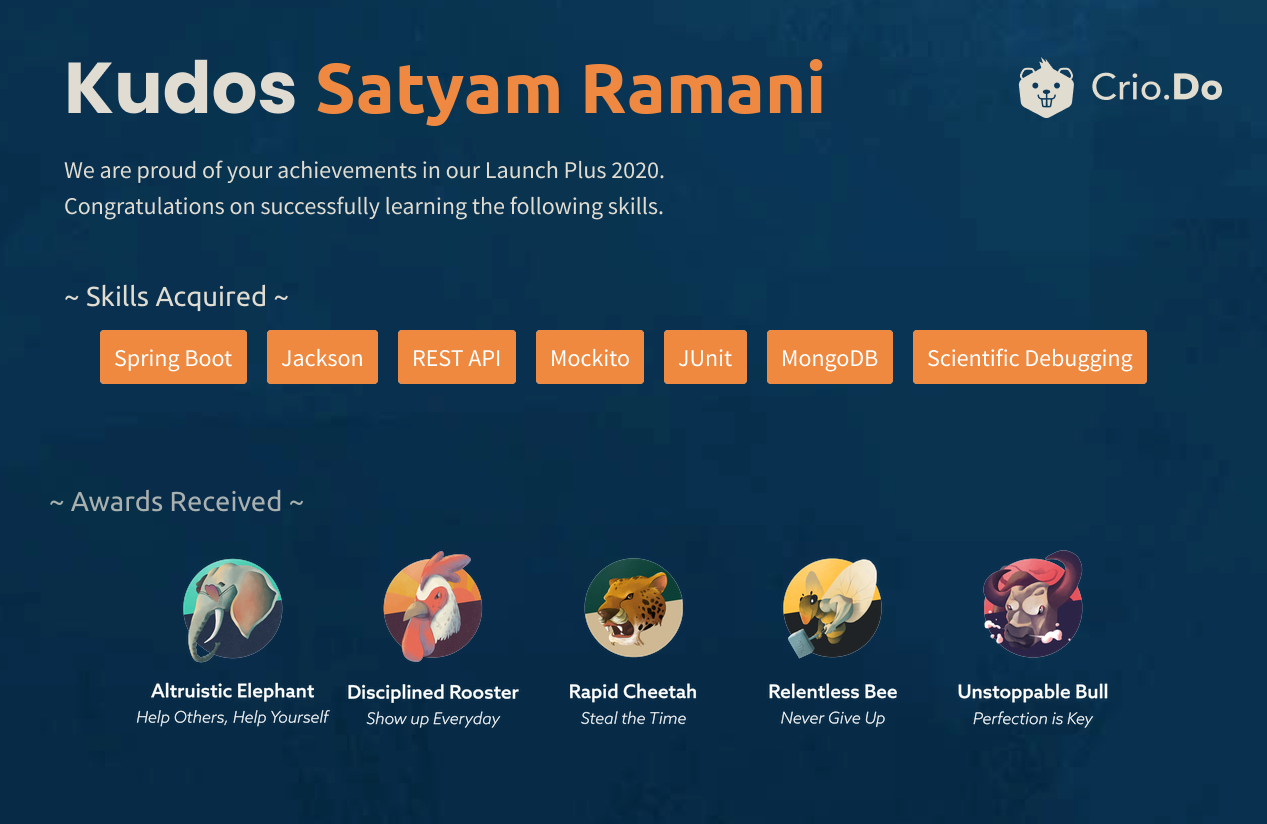 Kudos Satyam Ramani
Crio.Do
We are proud of your achievements in our Launch Plus 2020.
Congratulations on successfully learning the following skills.
~ Skills Acquired ~
Spring Boot Jackson REST API Mockito JUnit MongoDB Scientific Debugging
~ Awards Received ~
Altruistic Elephant Disciplined Rooster Rapid Cheetah Relentless Bee Unstoppable Bull
Help Others, Help Yourself Show up Everyday Steal the Time Never Give Up Perfection is Key